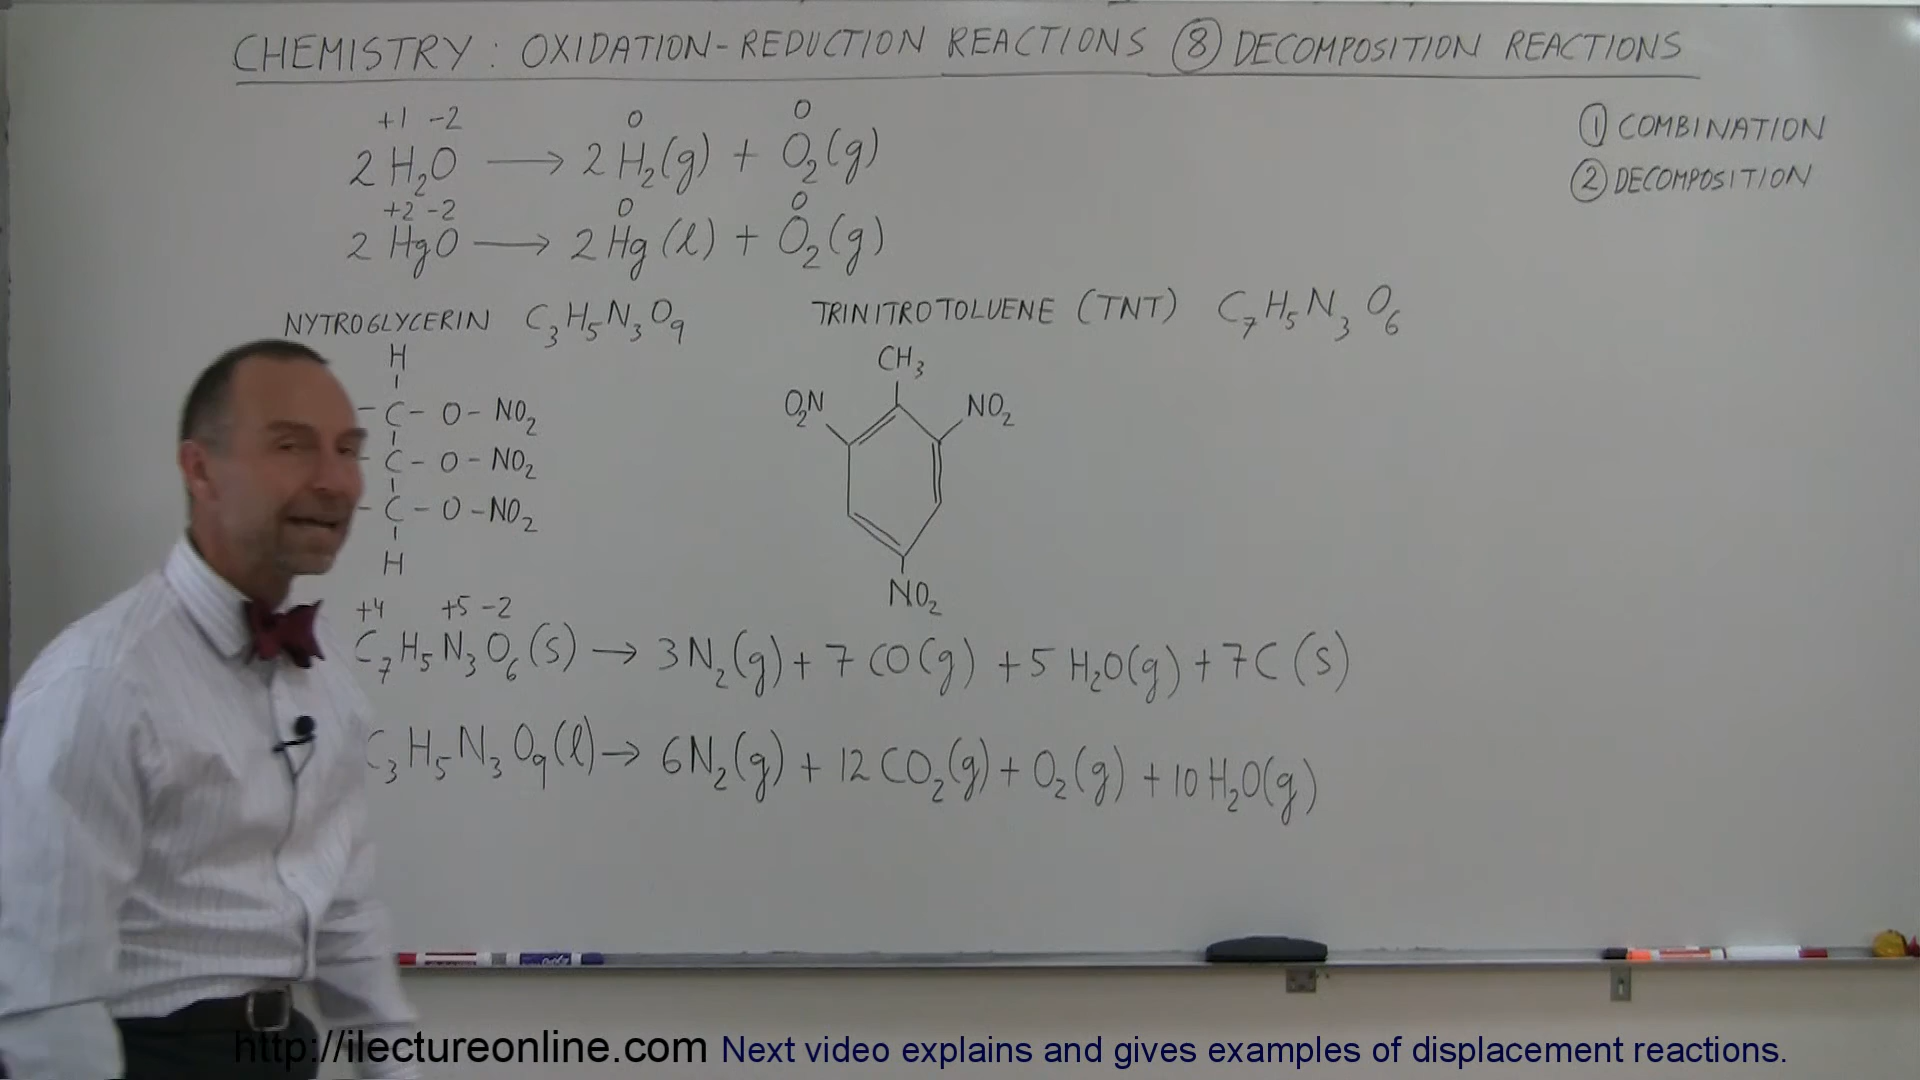 CHEMISTRY: OXIDATION-REDUCTION REACTIONS ⑧ DECOMPOSITION REACTIONS
① COMBINATION
② DECOMPOSITION
+1 -2 0 0
2 H₂O → 2 H₂(g) + O₂(g)
+2 -2 0 0
2 HgO → 2 Hg (l) + O₂(g)
NYTROGLYCERIN C₃H₅N₃O₉
H
- C - O - NO₂
- C - O - NO₂
- C - O - NO₂
H
TRINITROTOLUENE (TNT) C₇H₅N₃O₆
CH₃
O₂N NO₂
NO₂
+4 +5 -2
C₇H₅N₃O₆(s) → 3N₂(g) + 7 CO(g) + 5 H₂O(g) + 7C (s)
C₃H₅N₃O₉(l) → 6N₂(g) + 12 CO₂(g) + O₂(g) + 10 H₂O(g)
http://ilectureonline.com Next video explains and gives examples of displacement reactions.